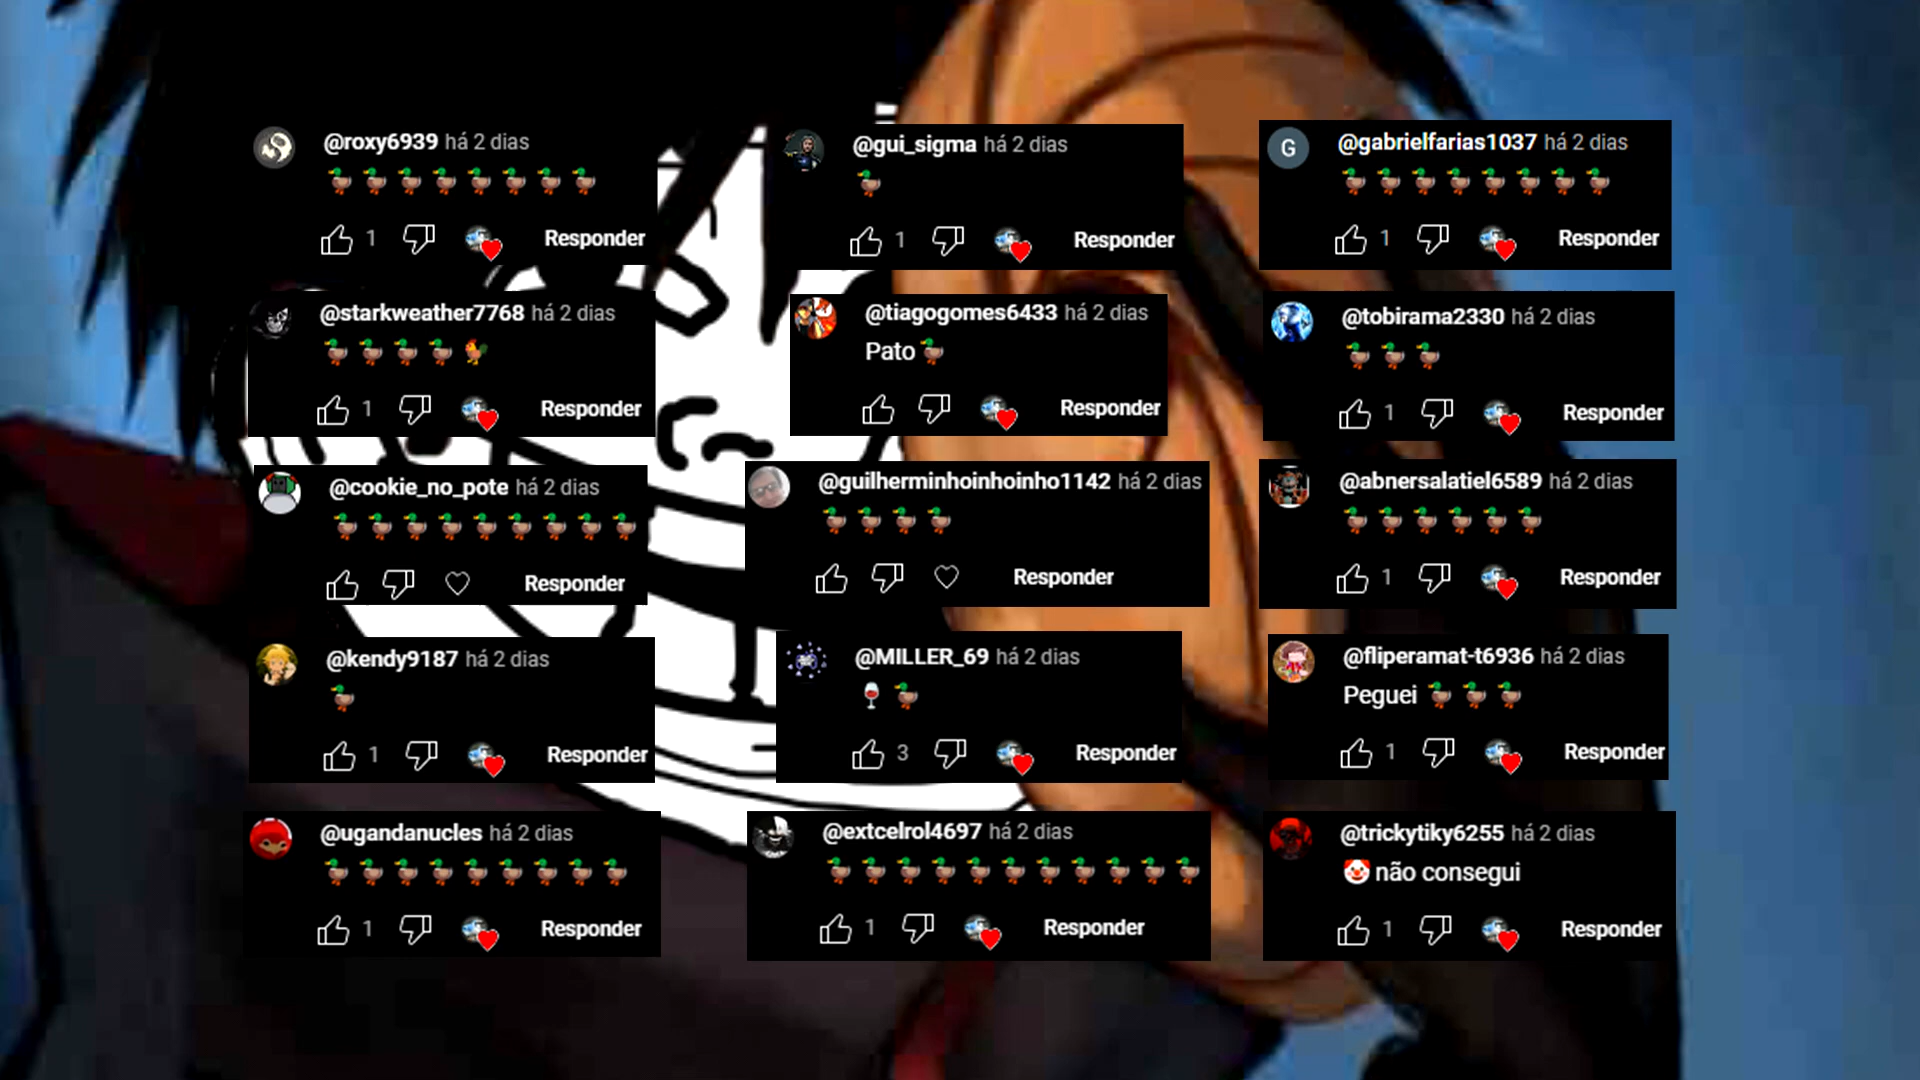 @roxy6939 há 2 dias
🦆🦆🦆🦆🦆🦆🦆🦆
1 Responder
@gui_sigma há 2 dias
🦆
1 Responder
G
@gabrielfarias1037 há 2 dias
🦆🦆🦆🦆🦆🦆🦆🦆
1 Responder
@starkweather7768 há 2 dias
🦆🦆🦆🦆🐓
1 Responder
@tiagogomes6433 há 2 dias
Pato 🦆
Responder
@tobirama2330 há 2 dias
🦆🦆🦆
1 Responder
@cookie_no_pote há 2 dias
🦆🦆🦆🦆🦆🦆🦆🦆🦆
Responder
@guilherminhoinhoinho1142 há 2 dias
🦆🦆🦆🦆
Responder
@abnersalatiel6589 há 2 dias
🦆🦆🦆🦆🦆🦆
1 Responder
@kendy9187 há 2 dias
🦆
1 Responder
@MILLER_69 há 2 dias
🍷🦆
3 Responder
@fliperamat-t6936 há 2 dias
Peguei 🦆🦆🦆
1 Responder
@ugandanucles há 2 dias
🦆🦆🦆🦆🦆🦆🦆🦆🦆
1 Responder
@extcelrol4697 há 2 dias
🦆🦆🦆🦆🦆🦆🦆🦆🦆🦆🦆
1 Responder
@trickytiky6255 há 2 dias
🤡 não consegui
1 Responder